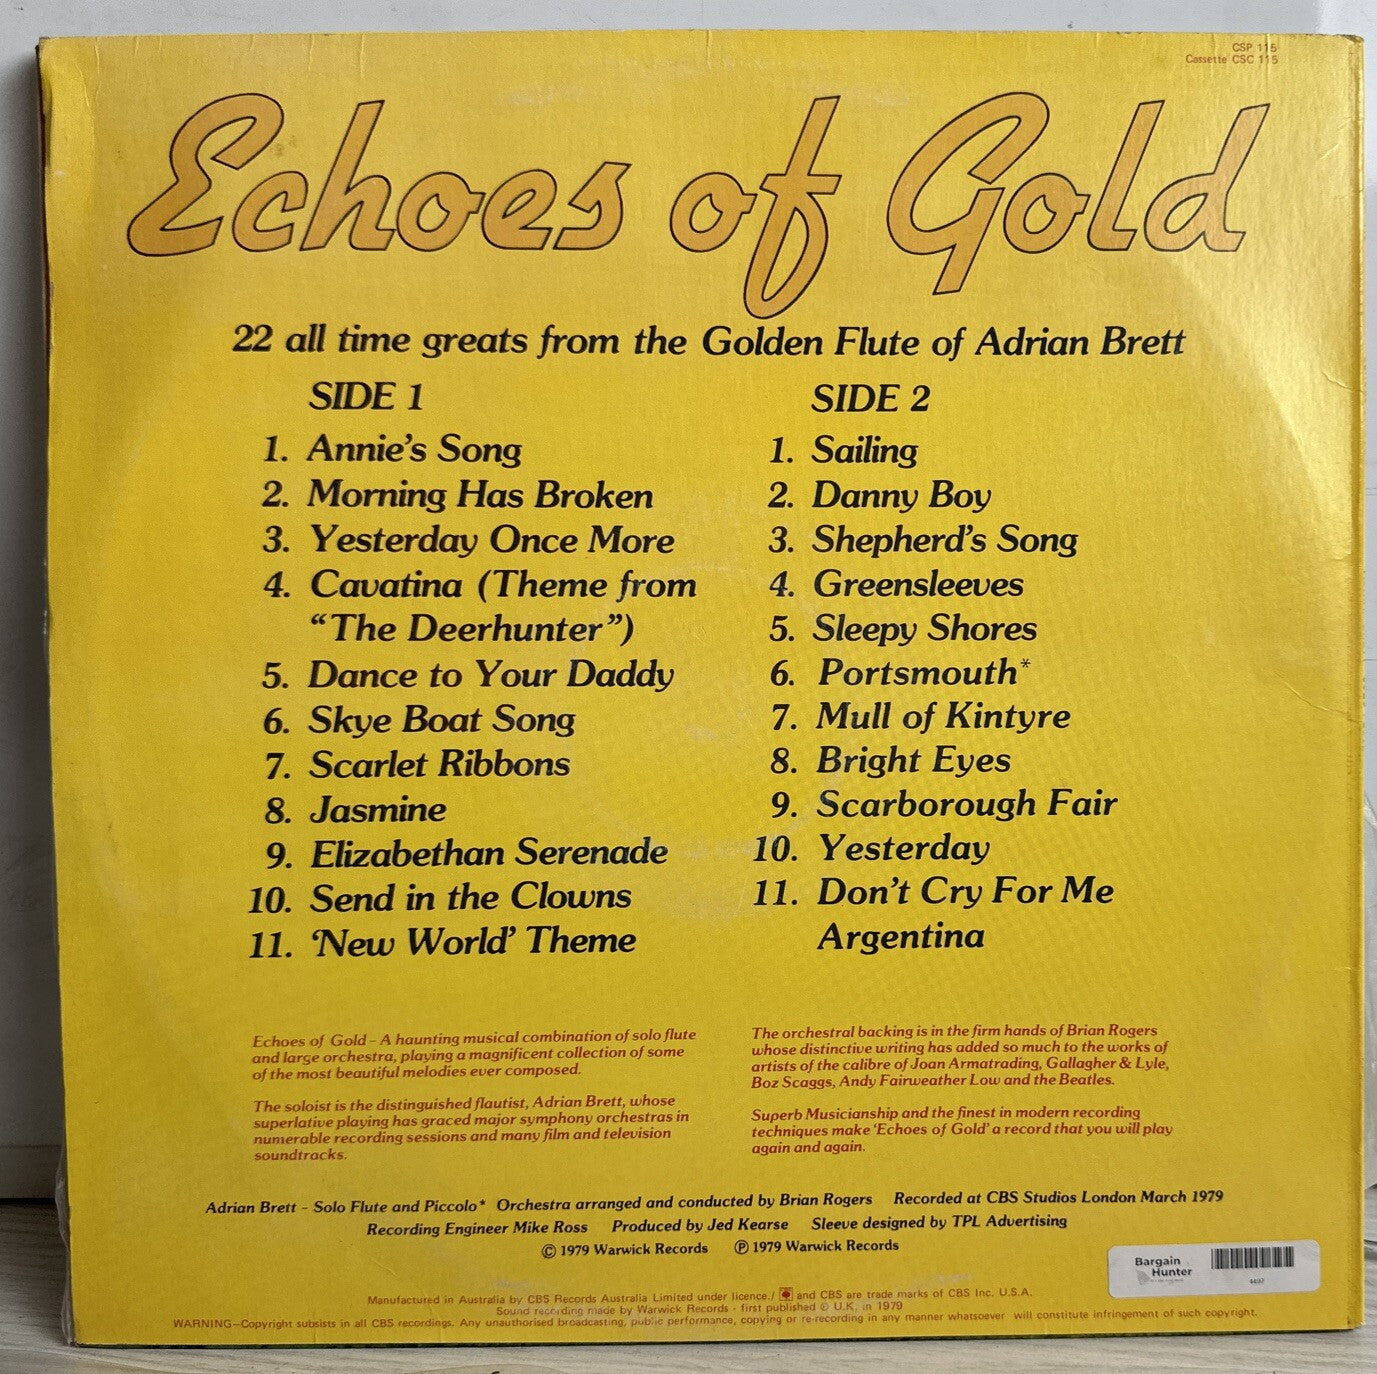 CSP 115
Cassette CSC 115
Echoes of Gold
22 all time greats from the Golden Flute of Adrian Brett
SIDE 1
1. Annie's Song
2. Morning Has Broken
3. Yesterday Once More
4. Cavatina (Theme from
“The Deerhunter”)
5. Dance to Your Daddy
6. Skye Boat Song
7. Scarlet Ribbons
8. Jasmine
9. Elizabethan Serenade
10. Send in the Clowns
11. ‘New World’ Theme
SIDE 2
1. Sailing
2. Danny Boy
3. Shepherd's Song
4. Greensleeves
5. Sleepy Shores
6. Portsmouth*
7. Mull of Kintyre
8. Bright Eyes
9. Scarborough Fair
10. Yesterday
11. Don't Cry For Me
Argentina
Echoes of Gold – A haunting musical combination of solo flute
and large orchestra, playing a magnificent collection of some
of the most beautiful melodies ever composed.
The soloist is the distinguished flautist, Adrian Brett, whose
superlative playing has graced major symphony orchestras in
numerable recording sessions and many film and television
soundtracks.
The orchestral backing is in the firm hands of Brian Rogers
whose distinctive writing has added so much to the works of
artists of the calibre of Joan Armatrading, Gallagher & Lyle,
Boz Scaggs, Andy Fairweather Low and the Beatles.
Superb Musicianship and the finest in modern recording
techniques make ‘Echoes of Gold’ a record that you will play
again and again.
Adrian Brett – Solo Flute and Piccolo* Orchestra arranged and conducted by Brian Rogers Recorded at CBS Studios London March 1979
Recording Engineer Mike Ross Produced by Jed Kearse Sleeve designed by TPL Advertising
© 1979 Warwick Records ℗ 1979 Warwick Records
Bargain
Hunter
Manufactured in Australia by CBS Records Australia Limited under licence./ and CBS are trade marks of CBS Inc. U.S.A.
Sound recording made by Warwick Records - first published © U.K. in 1979
WARNING—Copyright subsists in all CBS recordings. Any unauthorised broadcasting, public performance, copying or re-recording in any manner whatsoever will constitute infringement of such copyright.